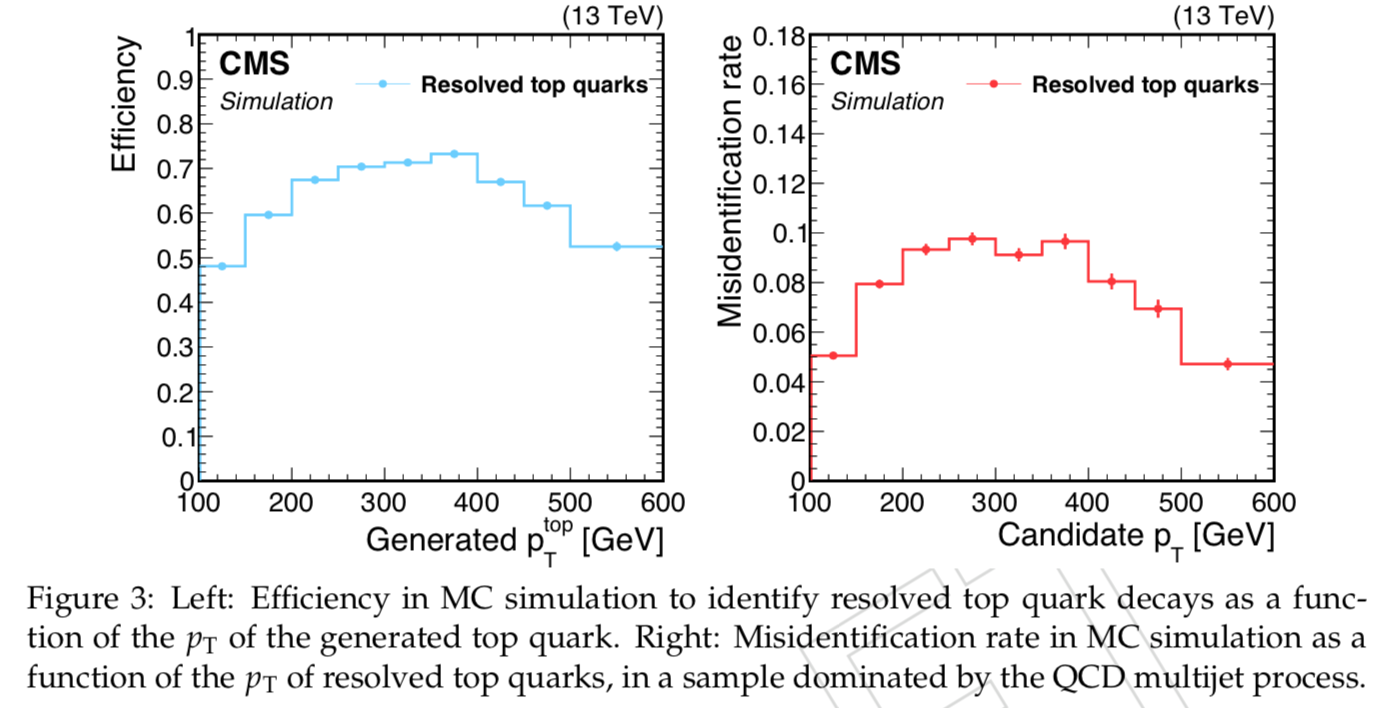 (13 TeV)
CMS
Simulation
Resolved top quarks
Efficiency
1
0.9
0.8
0.7
0.6
0.5
0.4
0.3
0.2
0.1
0
100 200 300 400 500 600
Generated p_T^top [GeV]
(13 TeV)
CMS
Simulation
Resolved top quarks
Misidentification rate
0.18
0.16
0.14
0.12
0.1
0.08
0.06
0.04
0.02
0
100 200 300 400 500 600
Candidate p_T [GeV]
Figure 3: Left: Efficiency in MC simulation to identify resolved top quark decays as a func-
tion of the p_T of the generated top quark. Right: Misidentification rate in MC simulation as a
function of the p_T of resolved top quarks, in a sample dominated by the QCD multijet process.